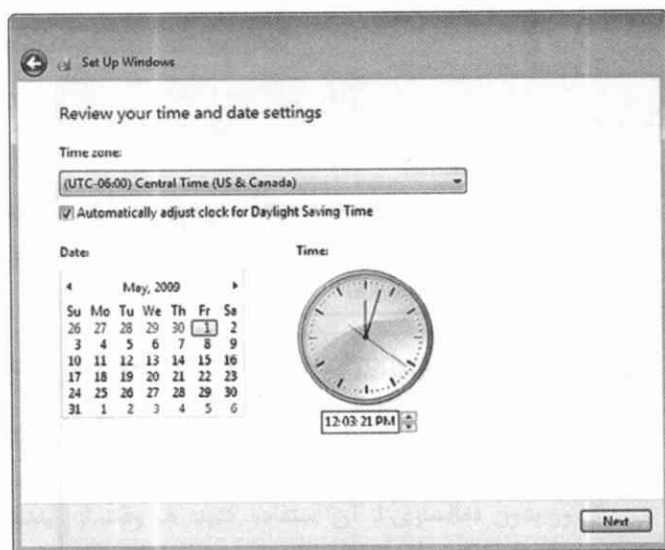 Set Up Windows
Review your time and date settings
Time zone:
(UTC-06:00) Central Time (US & Canada)
Automatically adjust clock for Daylight Saving Time
Date:
Time:
May, 2009
Su Mo Tu We Th Fr Sa
26 27 28 29 30 1 2
3 4 5 6 7 8 9
10 11 12 13 14 15 16
17 18 19 20 21 22 23
24 25 26 27 28 29 30
31 1 2 3 4 5 6
12:03:21 PM
Next